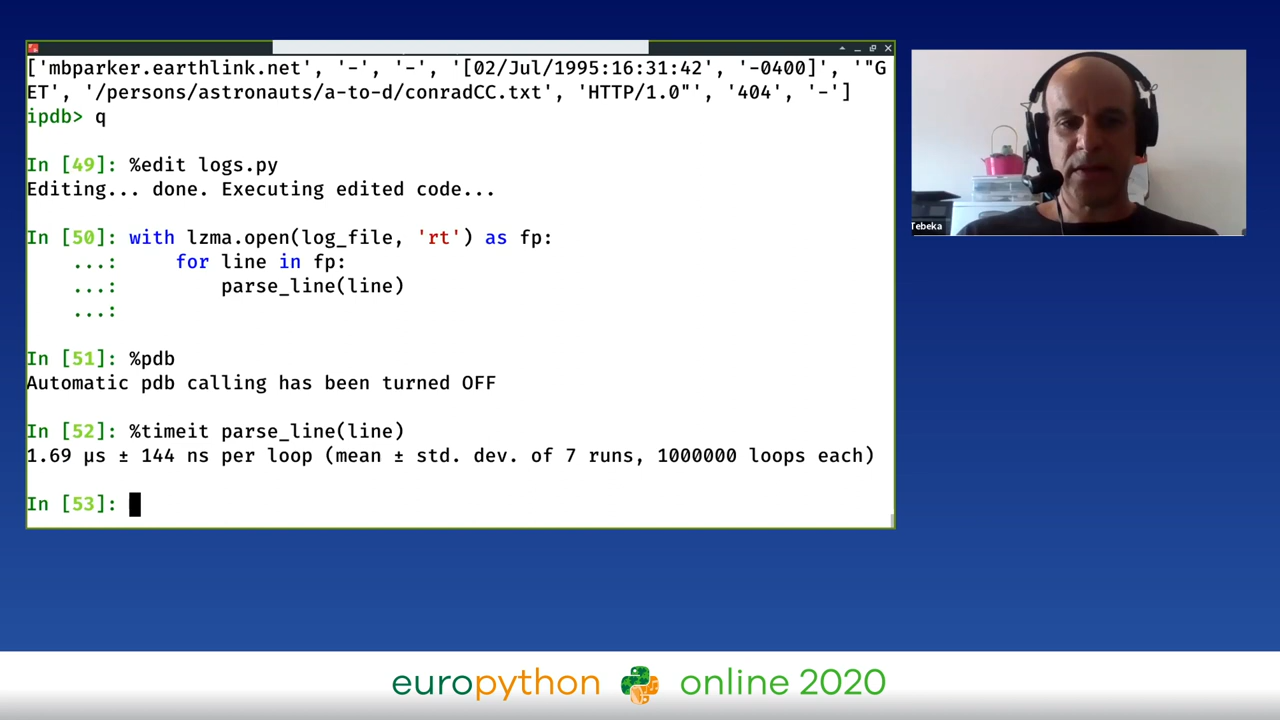 ['mbparker.earthlink.net', '-', '-', '[02/Jul/1995:16:31:42', '-0400]', '"G
ET', '/persons/astronauts/a-to-d/conradCC.txt', 'HTTP/1.0"', '404', '-']
ipdb> q
In [49]: %edit logs.py
Editing... done. Executing edited code...
In [50]: with lzma.open(log_file, 'rt') as fp:
    ...:     for line in fp:
    ...:         parse_line(line)
    ...:
In [51]: %pdb
Automatic pdb calling has been turned OFF
In [52]: %timeit parse_line(line)
1.69 µs ± 144 ns per loop (mean ± std. dev. of 7 runs, 1000000 loops each)
In [53]:
Tebeka
europython online 2020